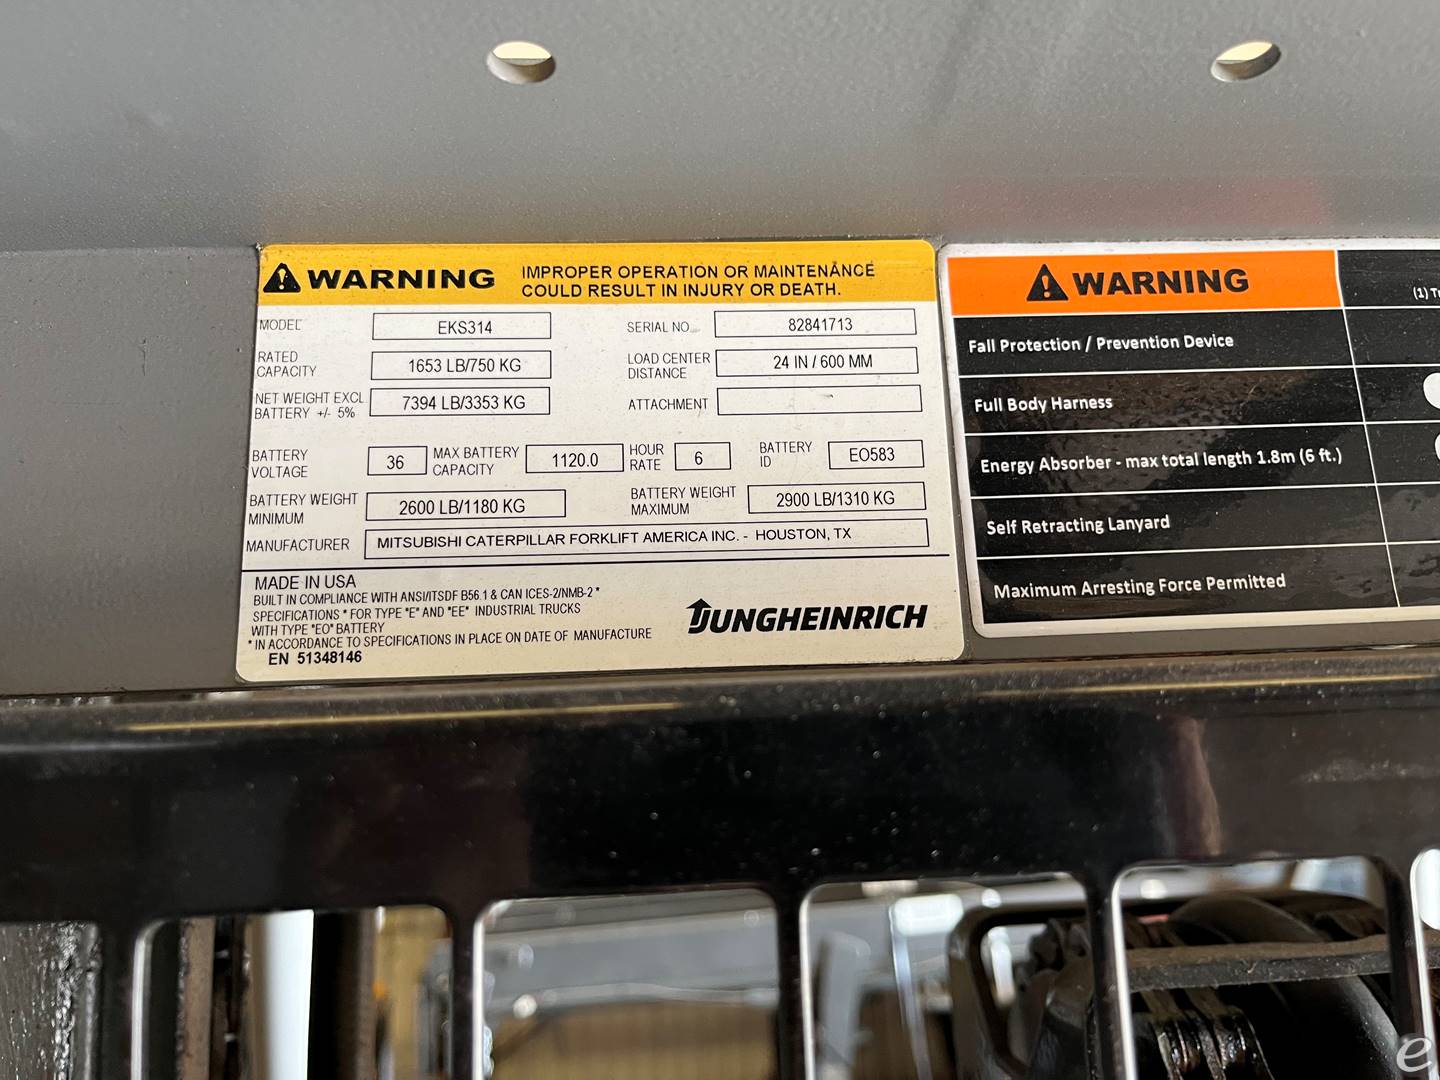 WARNING IMPROPER OPERATION OR MAINTENANCE
COULD RESULT IN INJURY OR DEATH.
MODEL EKS314 SERIAL NO. 82841713
RATED CAPACITY 1653 LB/750 KG LOAD CENTER DISTANCE 24 IN / 600 MM
NET WEIGHT EXCL BATTERY +/- 5% 7394 LB/3353 KG ATTACHMENT
BATTERY VOLTAGE 36 MAX BATTERY CAPACITY 1120.0 HOUR RATE 6 BATTERY ID EO583
BATTERY WEIGHT MINIMUM 2600 LB/1180 KG BATTERY WEIGHT MAXIMUM 2900 LB/1310 KG
MANUFACTURER MITSUBISHI CATERPILLAR FORKLIFT AMERICA INC. - HOUSTON, TX
MADE IN USA
BUILT IN COMPLIANCE WITH ANSI/ITSDF B56.1 & CAN ICES-2/NMB-2 *
SPECIFICATIONS * FOR TYPE "E" AND "EE" INDUSTRIAL TRUCKS
WITH TYPE "EO" BATTERY
* IN ACCORDANCE TO SPECIFICATIONS IN PLACE ON DATE OF MANUFACTURE
EN 51348146
JUNGHEINRICH
WARNING
(1)
Fall Protection / Prevention Device
Full Body Harness
Energy Absorber - max total length 1.8m (6 ft.)
Self Retracting Lanyard
Maximum Arresting Force Permitted
e